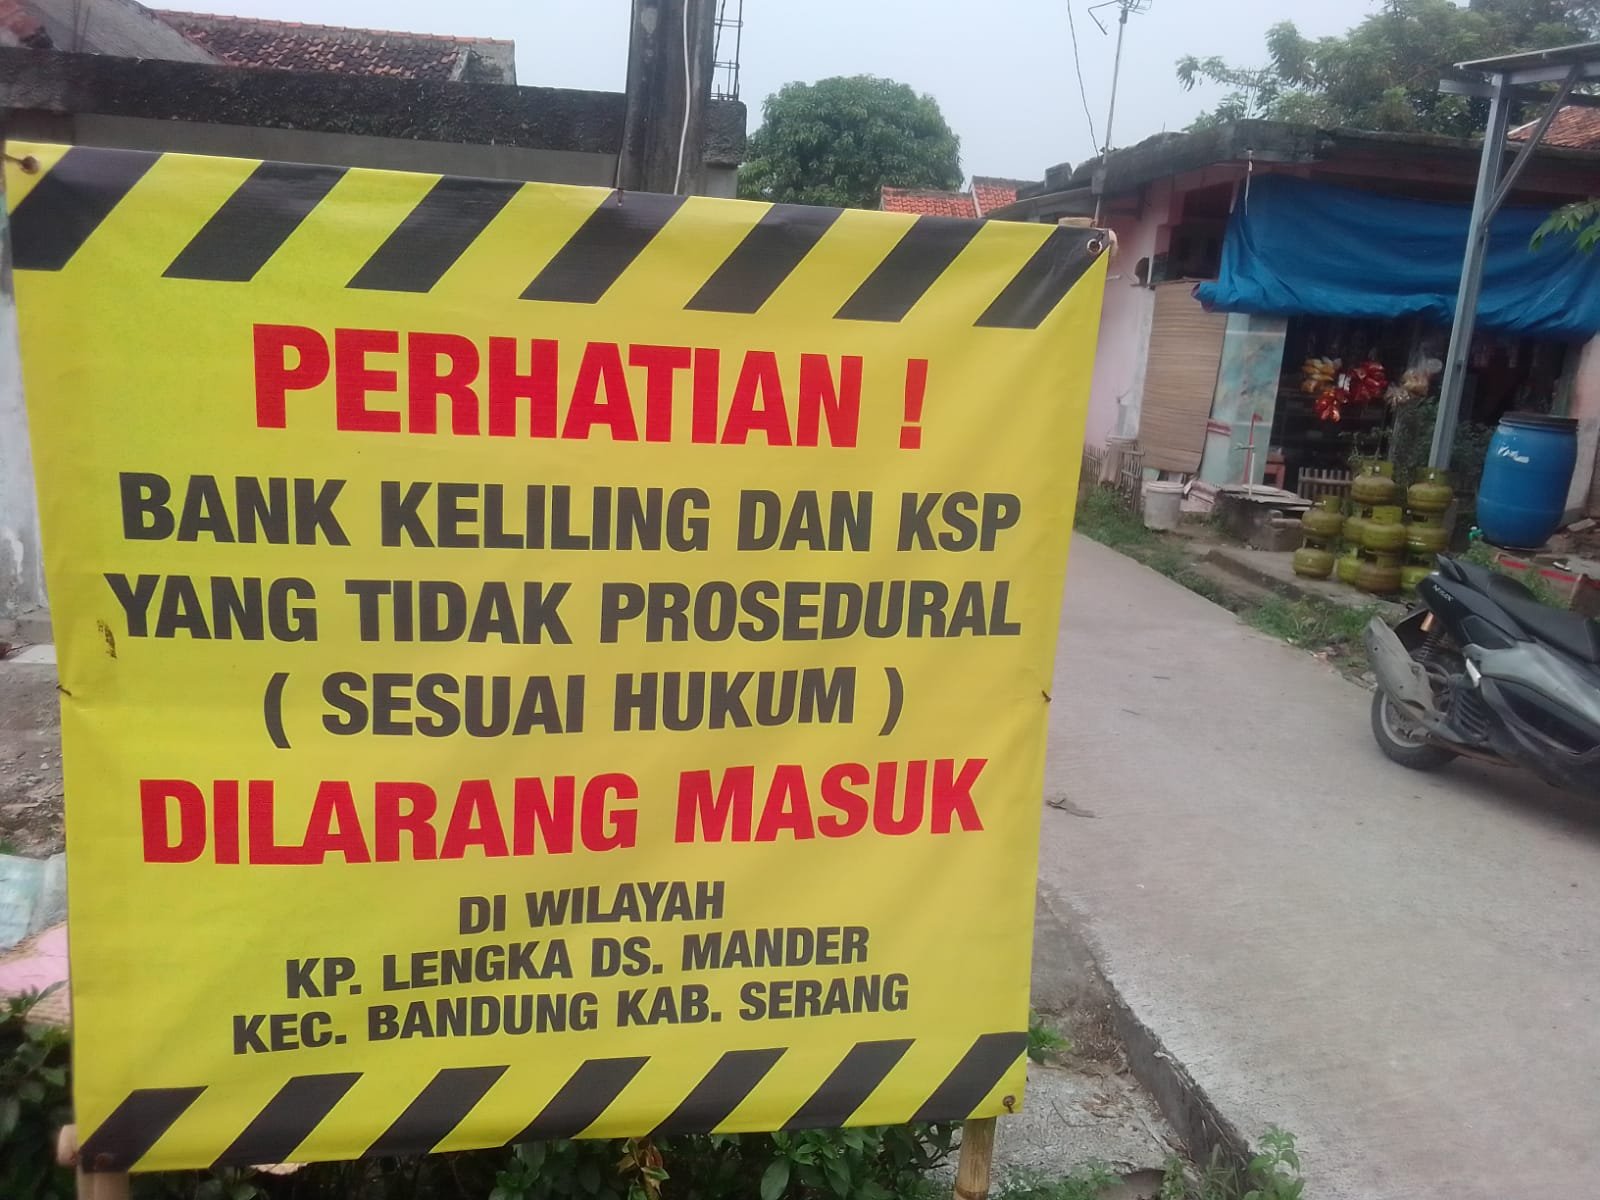 PERHATIAN !
BANK KELILING DAN KSP
YANG TIDAK PROSEDURAL
( SESUAI HUKUM )
DILARANG MASUK
DI WILAYAH
KP. LENGKA DS. MANDER
KEC. BANDUNG KAB. SERANG
NMAX